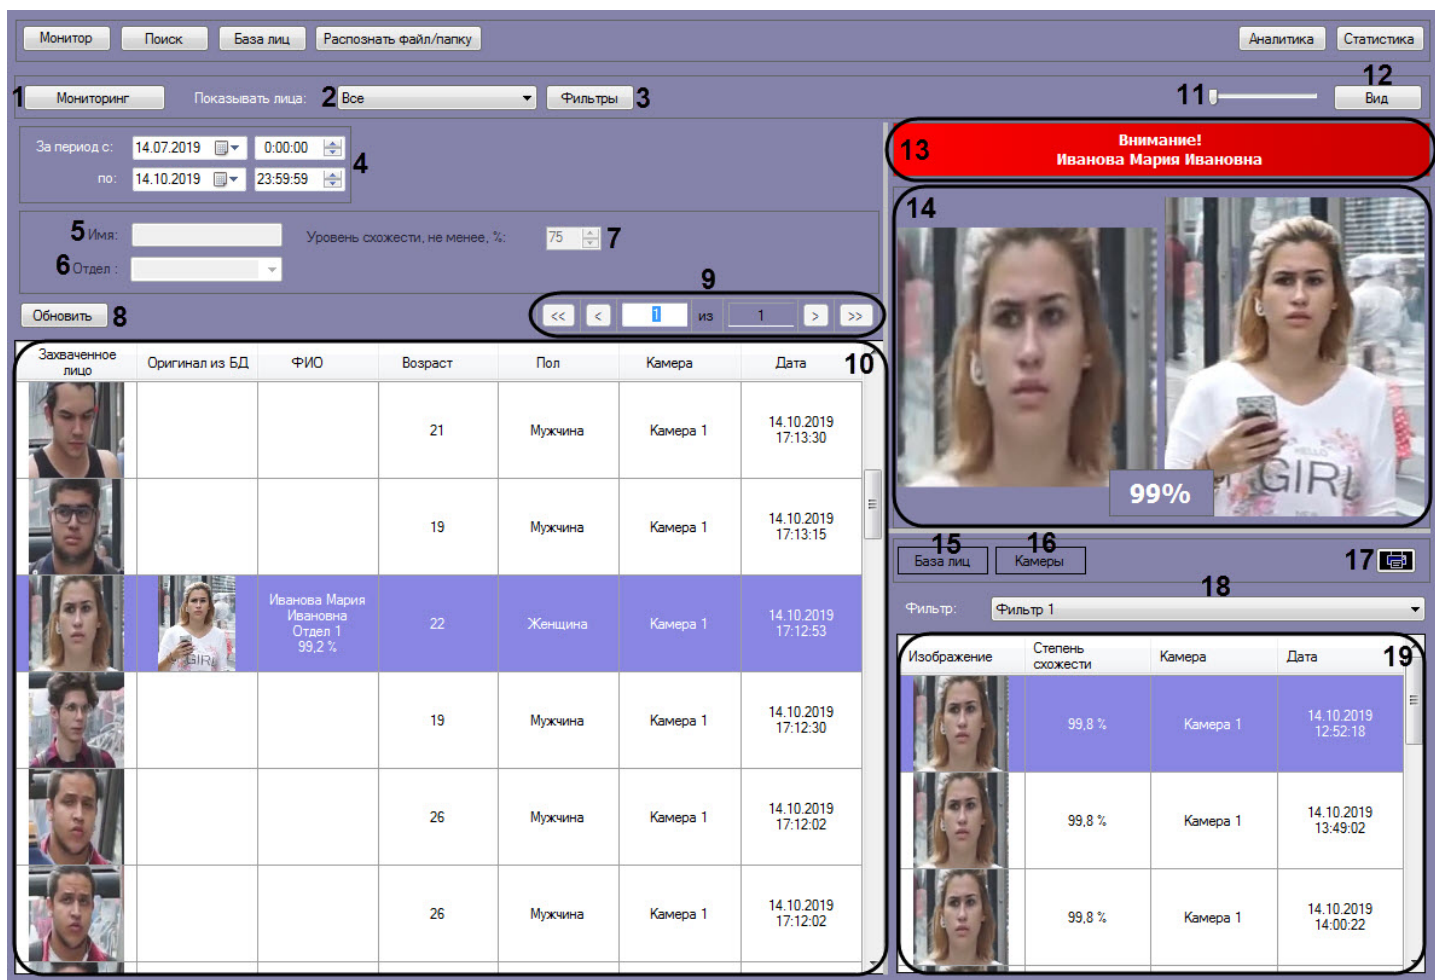 Монитор Поиск База лиц Распознать файл/папку Аналитика Статистика
1 Мониторинг Показывать лица: 2 Все Фильтры 3 11 12 Вид
За период с: 14.07.2019 0:00:00
по: 14.10.2019 23:59:59 4
5 Имя: Уровень схожести, не менее, %: 75 7
6 Отдел :
Обновить 8
9
<< < 1 из 1 > >>
Захваченное лицо Оригинал из БД ФИО Возраст Пол Камера Дата 10
21 Мужчина Камера 1 14.10.2019
17:13:30
19 Мужчина Камера 1 14.10.2019
17:13:15
Иванова Мария
Ивановна
Отдел 1
99,2 %
22 Женщина Камера 1 14.10.2019
17:12:53
19 Мужчина Камера 1 14.10.2019
17:12:30
26 Мужчина Камера 1 14.10.2019
17:12:02
26 Мужчина Камера 1 14.10.2019
17:12:02
13 Внимание!
Иванова Мария Ивановна
14
HELLO
GIRL
99%
15 База лиц 16 Камеры 17
18
Фильтр: Фильтр 1
Изображение Степень схожести Камера Дата 19
99,8 % Камера 1 14.10.2019
12:52:18
99,8 % Камера 1 14.10.2019
13:49:02
99,8 % Камера 1 14.10.2019
14:00:22